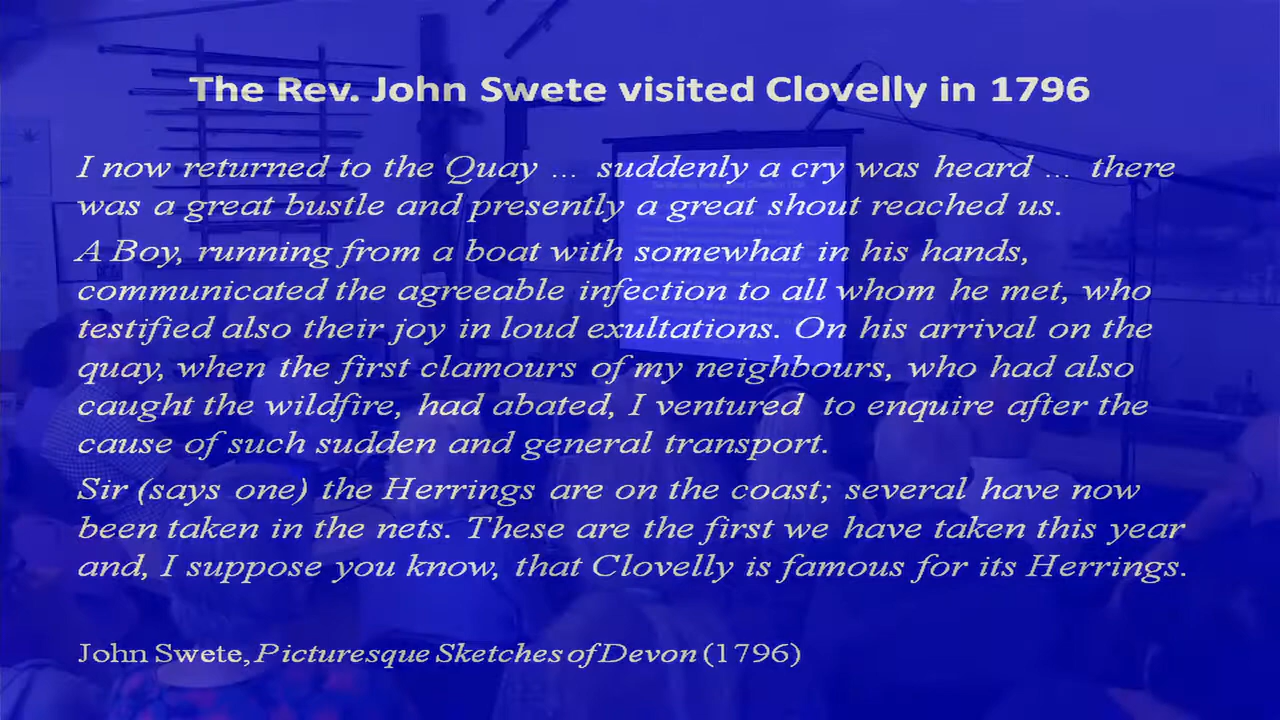 The Rev. John Swete visited Clovelly in 1796
I now returned to the Quay ... suddenly a cry was heard ... there
was a great bustle and presently a great shout reached us.
A Boy, running from a boat with somewhat in his hands,
communicated the agreeable infection to all whom he met, who
testified also their joy in loud exultations. On his arrival on the
quay, when the first clamours of my neighbours, who had also
caught the wildfire, had abated, I ventured to enquire after the
cause of such sudden and general transport.
Sir (says one) the Herrings are on the coast; several have now
been taken in the nets. These are the first we have taken this year
and, I suppose you know, that Clovelly is famous for its Herrings.
John Swete, Picturesque Sketches of Devon (1796)